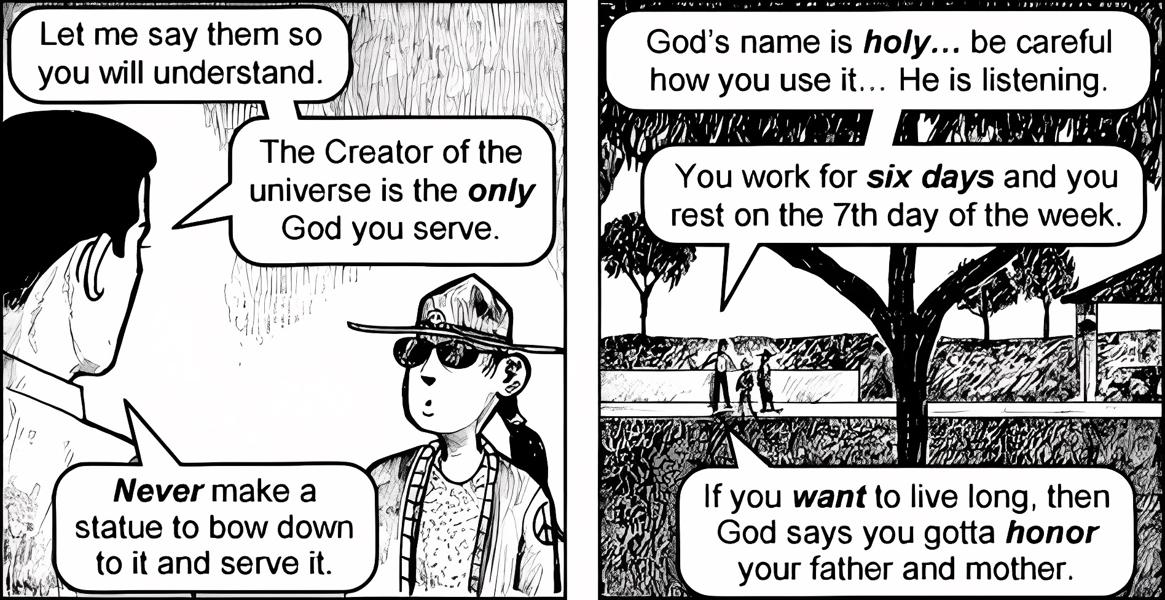 Let me say them so
you will understand.
The Creator of the
universe is the only
God you serve.
Never make a
statue to bow down
to it and serve it.
God's name is holy... be careful
how you use it... He is listening.
You work for six days and you
rest on the 7th day of the week.
If you want to live long, then
God says you gotta honor
your father and mother.